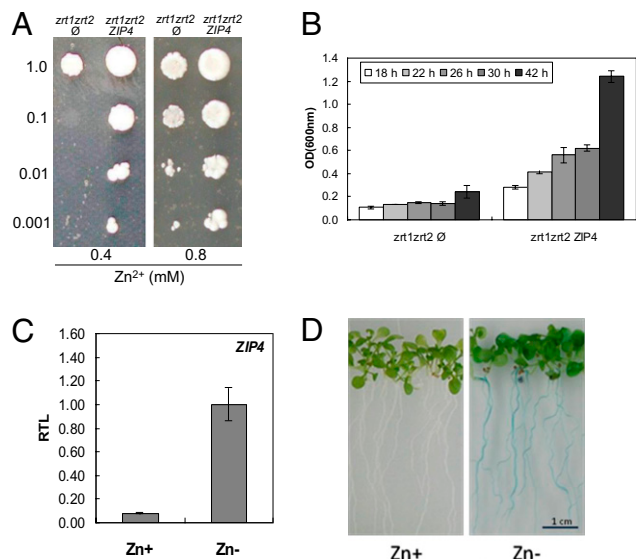 A
zrt1zrt2 zrt1zrt2 zrt1zrt2 zrt1zrt2
Ø ZIP4 Ø ZIP4
1.0
0.1
0.01
0.001
0.4 0.8
Zn2+ (mM)
B
18 h 22 h 26 h 30 h 42 h
OD(600nm)
1.4
1.2
1.0
0.8
0.6
0.4
0.2
0.0
zrt1zrt2 Ø zrt1zrt2 ZIP4
C
ZIP4
RTL
1.60
1.40
1.20
1.00
0.80
0.60
0.40
0.20
0.00
Zn+ Zn-
D
1 cm
Zn+ Zn-